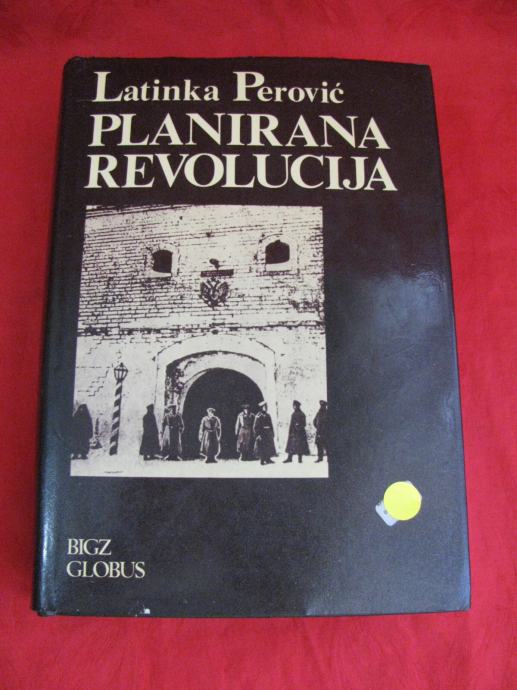 Latinka Perović
PLANIRANA
REVOLUCIJA
BIGZ
GLOBUS